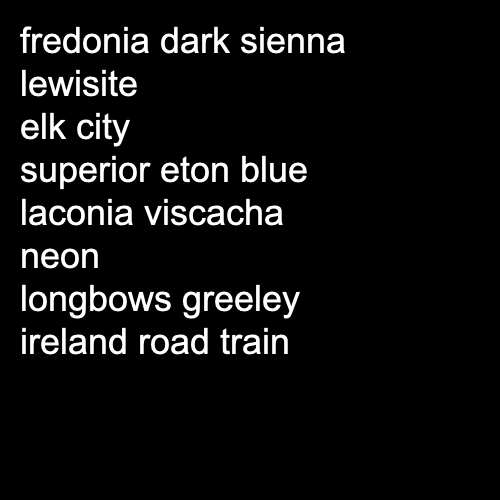 fredonia dark sienna
lewisite
elk city
superior eton blue
laconia viscacha
neon
longbows greeley
ireland road train